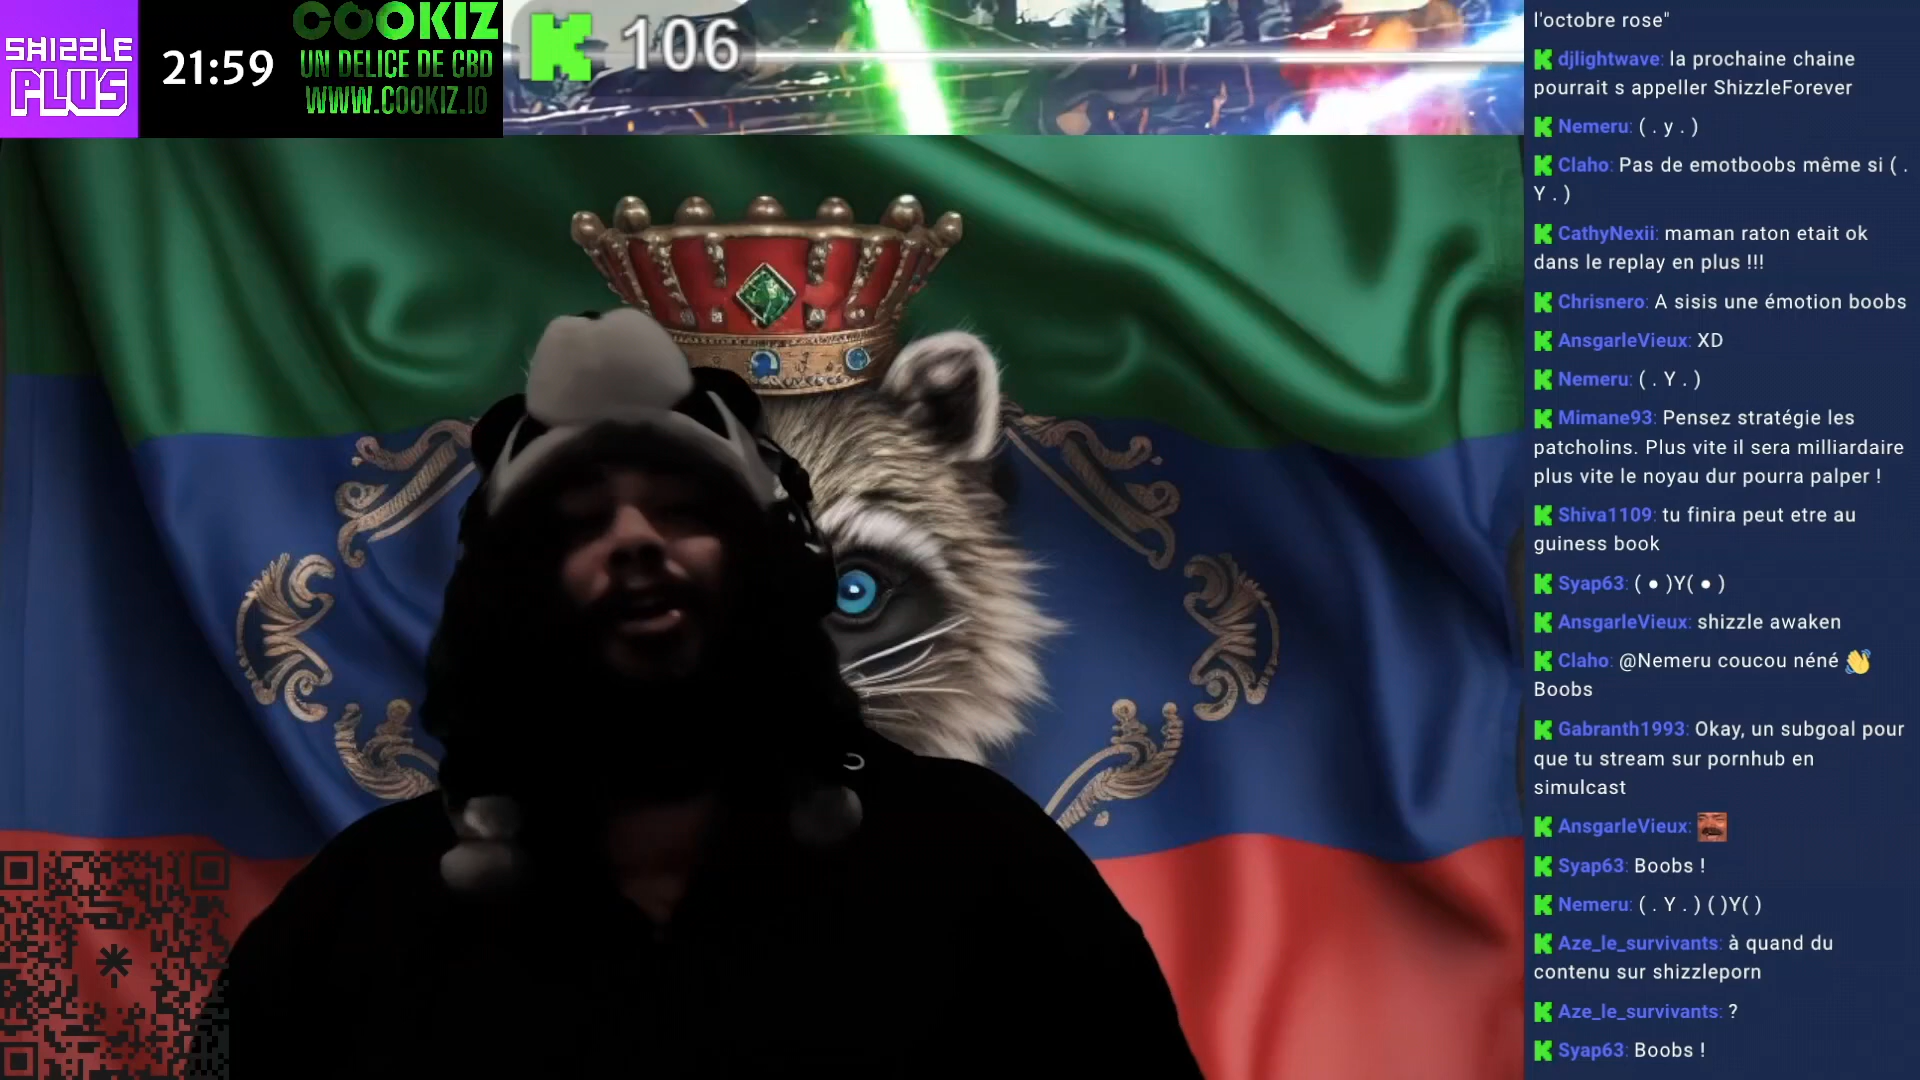 SHIZZLE
PLUS
21:59
COOKIZ
UN DELICE DE CBD
WWW.COOKIZ.IO
106
l'octobre rose"
djlightwave: la prochaine chaine
pourrait s appeller ShizzleForever
Nemeru: ( . y . )
Claho: Pas de emotboobs même si ( .
Y . )
CathyNexii: maman raton etait ok
dans le replay en plus !!!
Chrisnero: A sisis une émotion boobs
AnsgarleVieux: XD
Nemeru: ( . Y . )
Mimane93: Pensez stratégie les
patcholins. Plus vite il sera milliardaire
plus vite le noyau dur pourra palper !
Shiva1109: tu finira peut etre au
guiness book
Syap63: ( • )Y( • )
AnsgarleVieux: shizzle awaken
Claho: @Nemeru coucou néné 👋
Boobs
Gabranth1993: Okay, un subgoal pour
que tu stream sur pornhub en
simulcast
AnsgarleVieux:
Syap63: Boobs !
Nemeru: ( . Y . ) ( )Y( )
Aze_le_survivants: à quand du
contenu sur shizzleporn
Aze_le_survivants: ?
Syap63: Boobs !